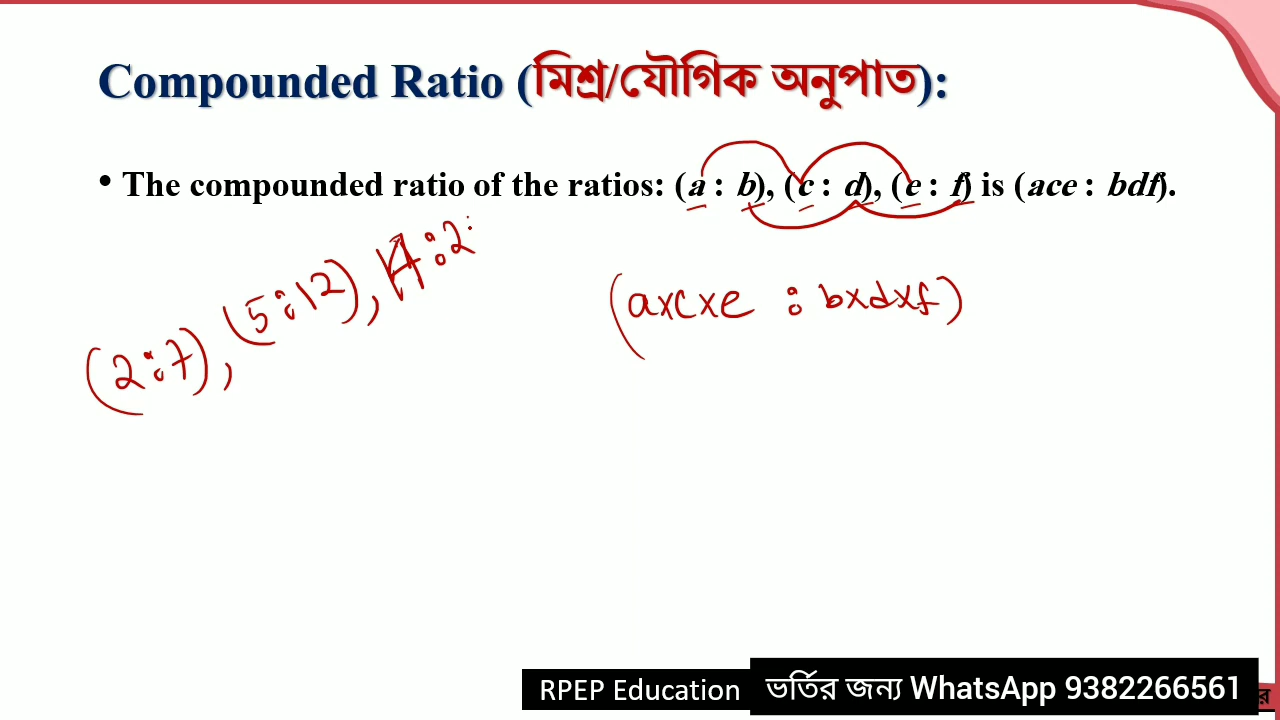 Compounded Ratio (মিশ্র/যৌগিক অনুপাত):
• The compounded ratio of the ratios: (a : b), (c : d), (e : f) is (ace : bdf).
(2:7), (5:12), :2
(axcxe : bxdxf)
RPEP Education
ভর্তির জন্য WhatsApp 9382266561